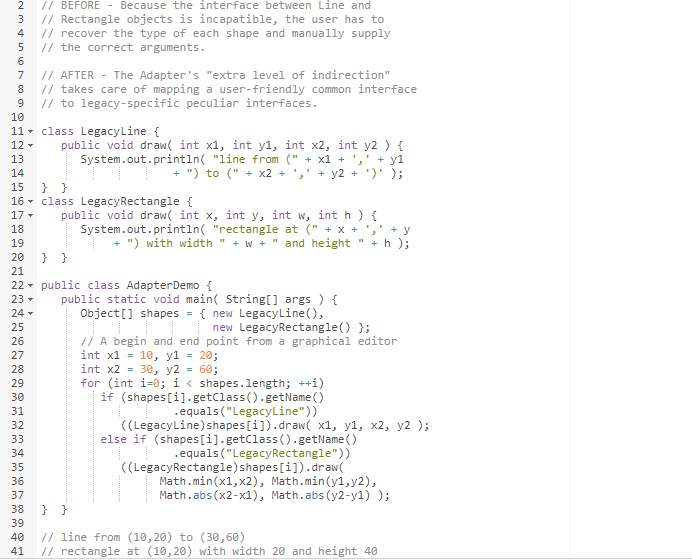 2 // BEFORE - Because the interface between Line and
3 // Rectangle objects is incapatible, the user has to
4 // recover the type of each shape and manually supply
5 // the correct arguments.
6
7 // AFTER - The Adapter's "extra level of indirection"
8 // takes care of mapping a user-friendly common interface
9 // to legacy-specific peculiar interfaces.
10
11 class LegacyLine {
12 public void draw( int x1, int y1, int x2, int y2 ) {
13 System.out.println( "line from (" + x1 + ',' + y1
14 + ") to (" + x2 + ',' + y2 + ')' );
15 } }
16 class LegacyRectangle {
17 public void draw( int x, int y, int w, int h ) {
18 System.out.println( "rectangle at (" + x + ',' + y
19 + ") with width " + w + " and height " + h );
20 } }
21
22 public class AdapterDemo {
23 public static void main( String[] args ) {
24 Object[] shapes = { new LegacyLine(),
25 new LegacyRectangle() };
26 // A begin and end point from a graphical editor
27 int x1 = 10, y1 = 20;
28 int x2 = 30, y2 = 60;
29 for (int i=0; i < shapes.length; ++i)
30 if (shapes[i].getClass().getName()
31 .equals("LegacyLine"))
32 ((LegacyLine)shapes[i]).draw( x1, y1, x2, y2 );
33 else if (shapes[i].getClass().getName()
34 .equals("LegacyRectangle"))
35 ((LegacyRectangle)shapes[i]).draw(
36 Math.min(x1,x2), Math.min(y1,y2),
37 Math.abs(x2-x1), Math.abs(y2-y1) );
38 } }
39
40 // line from (10,20) to (30,60)
41 // rectangle at (10,20) with width 20 and height 40